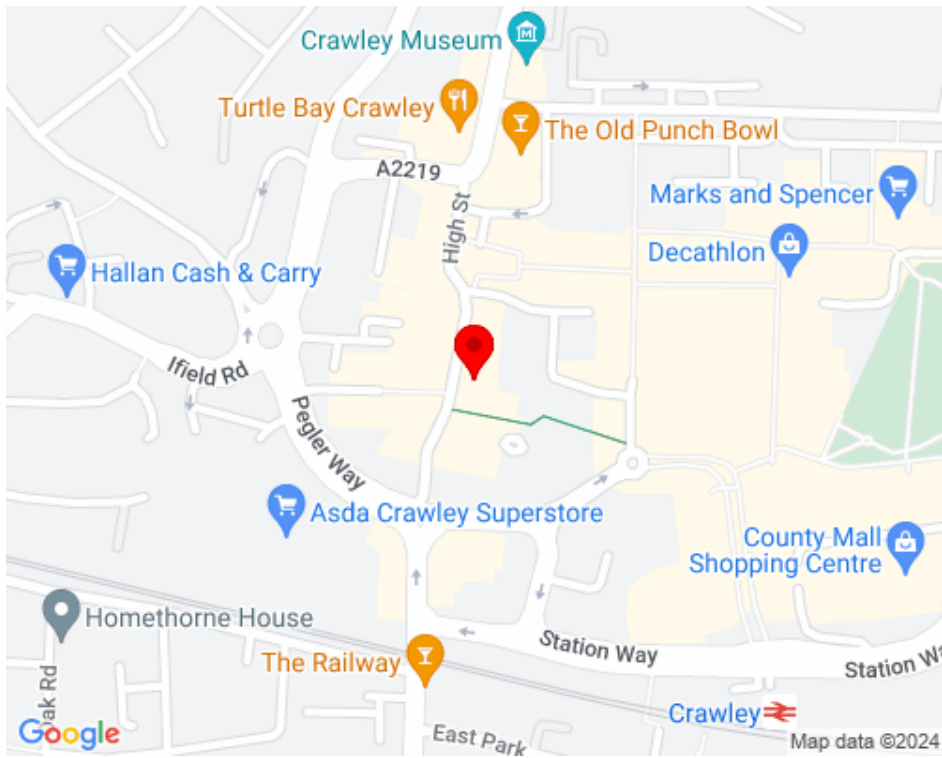 Crawley Museum
Turtle Bay Crawley
The Old Punch Bowl
A2219
Marks and Spencer
High St
Decathlon
Hallan Cash & Carry
Ifield Rd
Pegler Way
Asda Crawley Superstore
County Mall
Shopping Centre
Homethorne House
Station Way
The Railway
Station Wa
Oak Rd
Crawley
East Park
Google
Map data ©2024